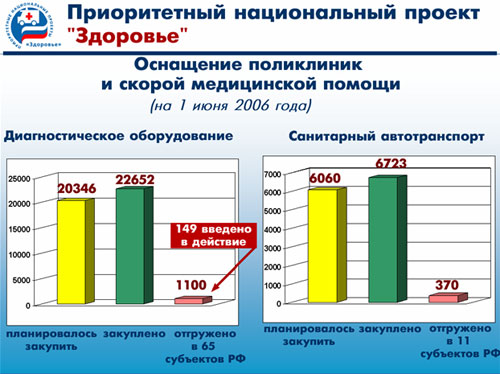 Приоритетный национальный проект
"Здоровье"
«Здоровье»
Оснащение поликлиник
и скорой медицинской помощи
(на 1 июня 2006 года)
Диагностическое оборудование
25000
20000
15000
10000
5000
0
20346
22652
1100
149 введено
в действие
планировалось
закупить
закуплено
отгружено
в 65
субъектов РФ
Санитарный автотранспорт
7000
6000
5000
4000
3000
2000
1000
0
6060
6723
370
планировалось
закупить
закуплено
отгружено
в 11
субъектов РФ